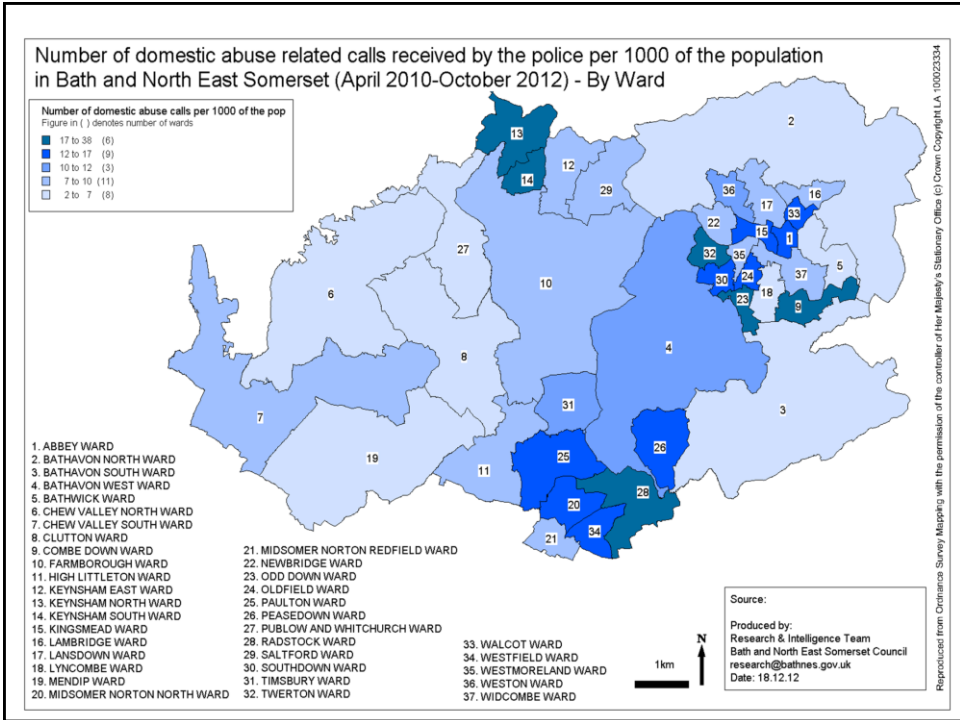 Number of domestic abuse related calls received by the police per 1000 of the population
in Bath and North East Somerset (April 2010-October 2012) - By Ward
Number of domestic abuse calls per 1000 of the pop
Figure in ( ) denotes number of wards
17 to 38 (6)
12 to 17 (9)
10 to 12 (3)
7 to 10 (11)
2 to 7 (8)
2
13
12
14
29
36
16
17
33
22
15
1
27
32
35
5
37
30
24
10
6
18
23
9
4
8
31
3
7
26
19
25
11
28
20
34
21
1. ABBEY WARD
2. BATHAVON NORTH WARD
3. BATHAVON SOUTH WARD
4. BATHAVON WEST WARD
5. BATHWICK WARD
6. CHEW VALLEY NORTH WARD
7. CHEW VALLEY SOUTH WARD
8. CLUTTON WARD
9. COMBE DOWN WARD
10. FARMBOROUGH WARD
11. HIGH LITTLETON WARD
12. KEYNSHAM EAST WARD
13. KEYNSHAM NORTH WARD
14. KEYNSHAM SOUTH WARD
15. KINGSMEAD WARD
16. LAMBRIDGE WARD
17. LANSDOWN WARD
18. LYNCOMBE WARD
19. MENDIP WARD
20. MIDSOMER NORTON NORTH WARD
21. MIDSOMER NORTON REDFIELD WARD
22. NEWBRIDGE WARD
23. ODD DOWN WARD
24. OLDFIELD WARD
25. PAULTON WARD
26. PEASEDOWN WARD
27. PUBLOW AND WHITCHURCH WARD
28. RADSTOCK WARD
29. SALTFORD WARD
30. SOUTHDOWN WARD
31. TIMSBURY WARD
32. TWERTON WARD
33. WALCOT WARD
34. WESTFIELD WARD
35. WESTMORELAND WARD
36. WESTON WARD
37. WIDCOMBE WARD
1km
N
Source:
Produced by:
Research & Intelligence Team
Bath and North East Somerset Council
research@bathnes.gov.uk
Date: 18.12.12
Reproduced from Ordnance Survey Mapping with the permission of the controller of Her Majesty's Stationary Office (c) Crown Copyright LA 100023334